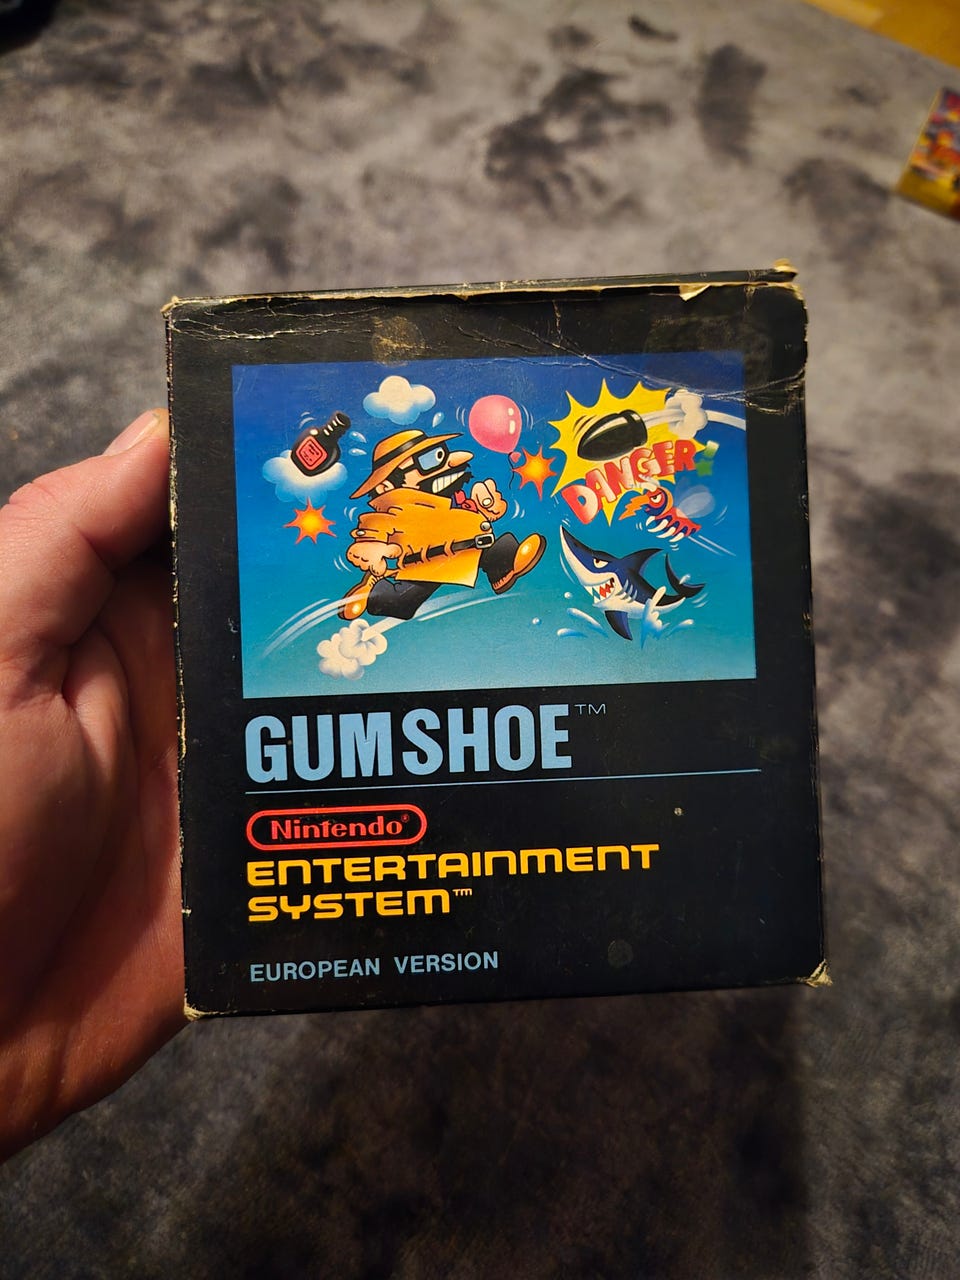 DANGER
GUMSHOE™
Nintendo®
ENTERTAINMENT
SYSTEM™
EUROPEAN VERSION